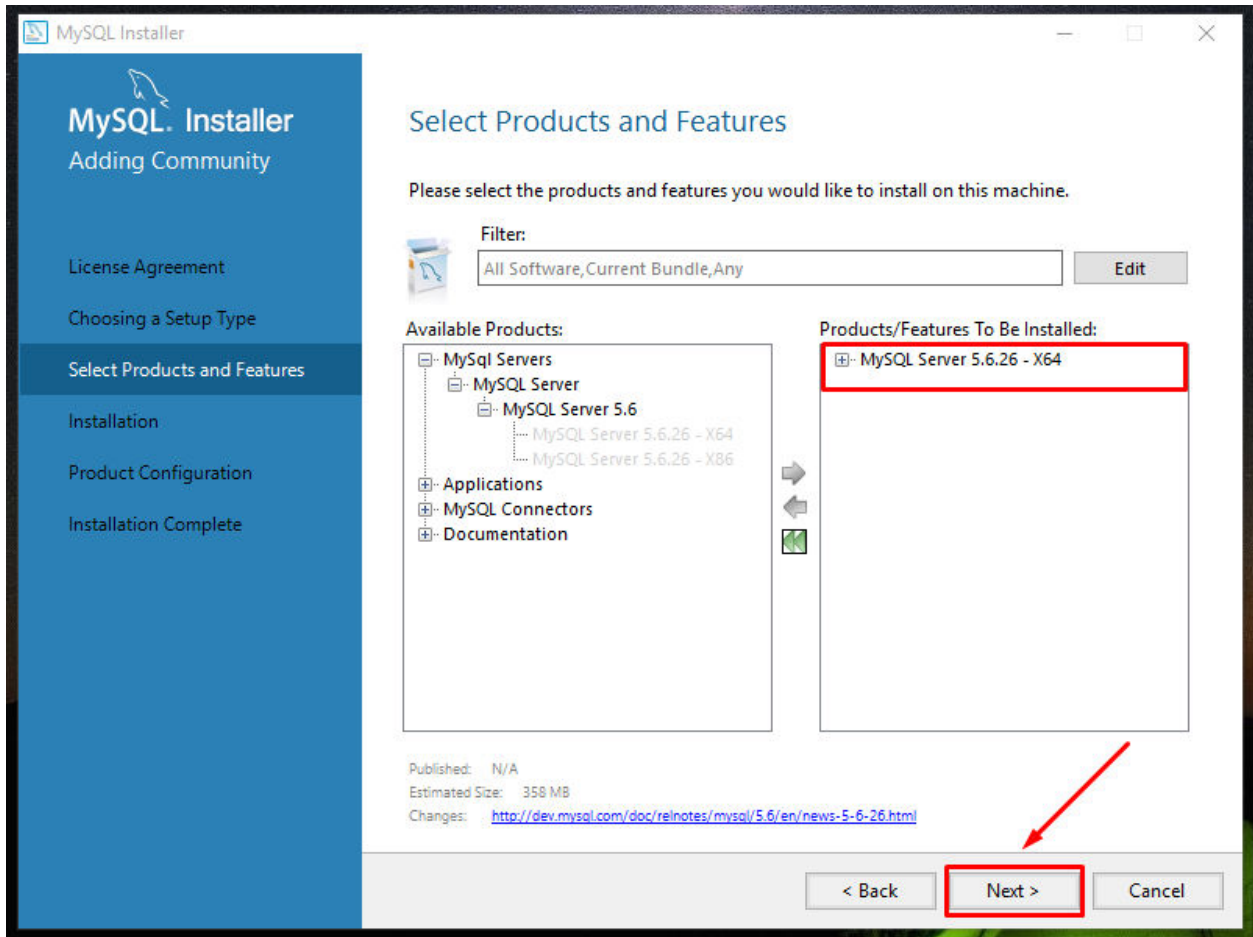 MySQL Installer
MySQL. Installer
Adding Community
License Agreement
Choosing a Setup Type
Select Products and Features
Installation
Product Configuration
Installation Complete
Select Products and Features
Please select the products and features you would like to install on this machine.
Filter:
All Software,Current Bundle,Any
Edit
Available Products:
MySql Servers
MySQL Server
MySQL Server 5.6
MySQL Server 5.6.26 - X64
MySQL Server 5.6.26 - X86
Applications
MySQL Connectors
Documentation
Products/Features To Be Installed:
MySQL Server 5.6.26 - X64
Published: N/A
Estimated Size: 358 MB
Changes: http://dev.mysql.com/doc/relnotes/mysql/5.6/en/news-5-6-26.html
< Back
Next >
Cancel